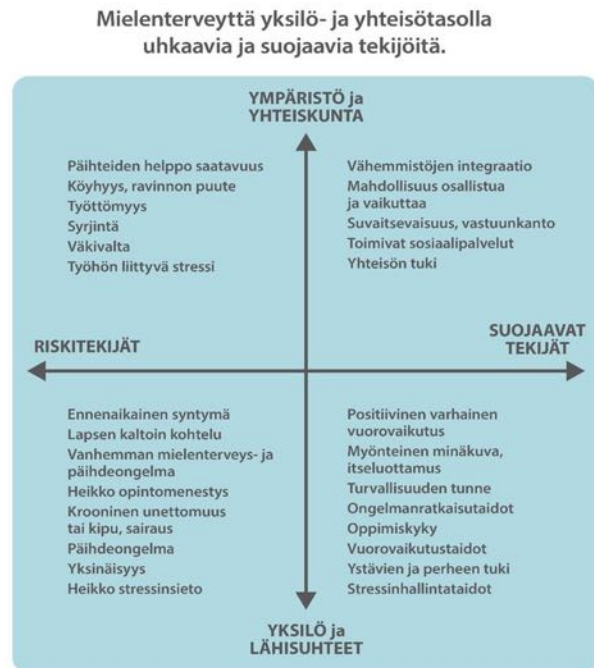 Mielenterveyttä yksilö- ja yhteisötasolla
uhkaavia ja suojaavia tekijöitä.
YMPÄRISTÖ ja
YHTEISKUNTA
Päihteiden helppo saatavuus
Köyhyys, ravinnon puute
Työttömyys
Syrjintä
Väkivalta
Työhön liittyvä stressi
Vähemmistöjen integraatio
Mahdollisuus osallistua
ja vaikuttaa
Suvaitsevaisuus, vastuunkanto
Toimivat sosiaalipalvelut
Yhteisön tuki
RISKITEKIJÄT
SUOJAAVAT
TEKIJÄT
Ennenaikainen syntymä
Lapsen kaltoin kohtelu
Vanhemman mielenterveys- ja
päihdeongelma
Heikko opintomenestys
Krooninen unettomuus
tai kipu, sairaus
Päihdeongelma
Yksinäisyys
Heikko stressinsieto
Positiivinen varhainen
vuorovaikutus
Myönteinen minäkuva,
itseluottamus
Turvallisuuden tunne
Ongelmanratkaisutaidot
Oppimiskyky
Vuorovaikutustaidot
Ystävien ja perheen tuki
Stressinhallintataidot
YKSILÖ ja
LÄHISUHTEET